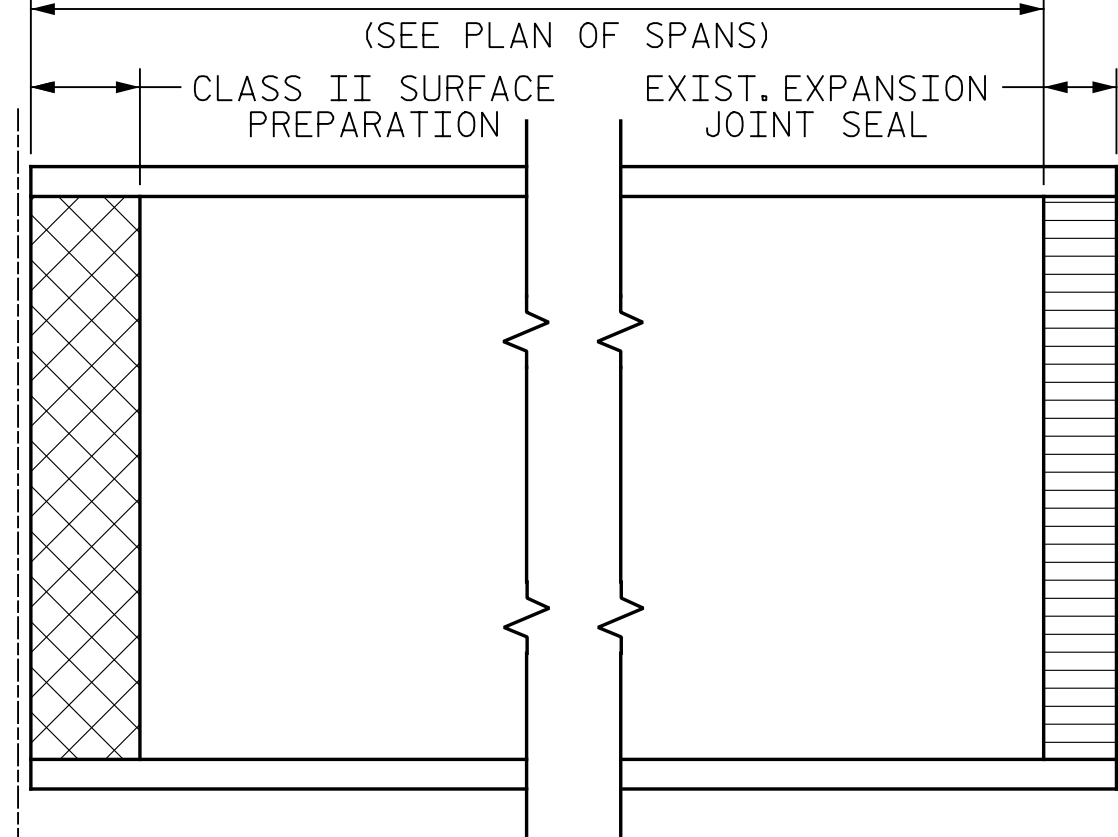 (SEE PLAN OF SPANS)
CLASS II SURFACE
PREPARATION
EXIST. EXPANSION
JOINT SEAL